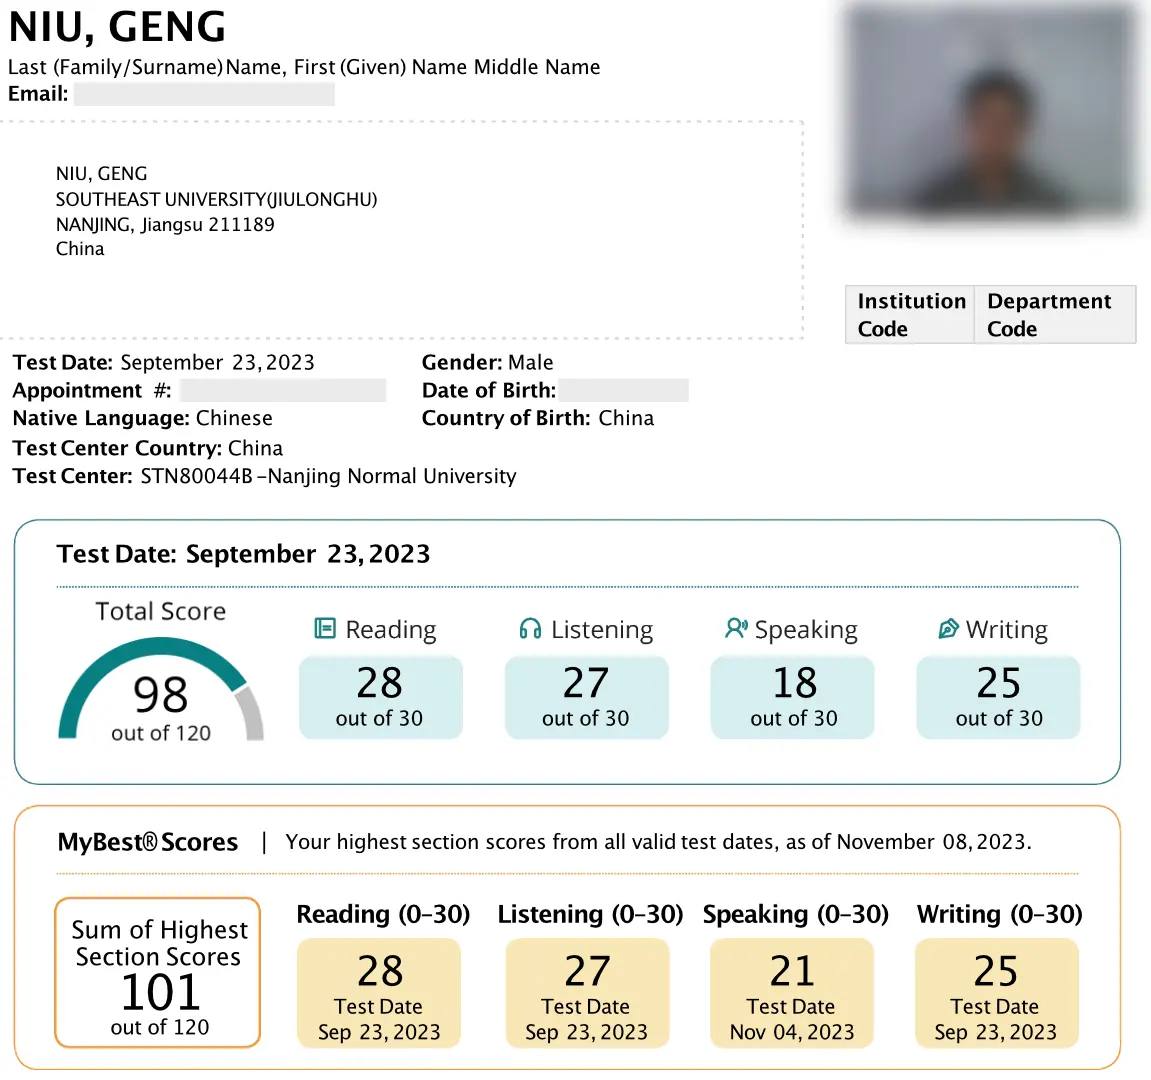 NIU, GENG
Last (Family/Surname) Name, First (Given) Name Middle Name
Email:
NIU, GENG
SOUTHEAST UNIVERSITY(JIULONGHU)
NANJING, Jiangsu 211189
China
Institution Code
Department Code
Test Date: September 23, 2023
Gender: Male
Appointment #:
Date of Birth:
Native Language: Chinese
Country of Birth: China
Test Center Country: China
Test Center: STN80044B - Nanjing Normal University
Test Date: September 23, 2023
Total Score
98
out of 120
Reading
28
out of 30
Listening
27
out of 30
Speaking
18
out of 30
Writing
25
out of 30
MyBest® Scores | Your highest section scores from all valid test dates, as of November 08, 2023.
Sum of Highest
Section Scores
101
out of 120
Reading (0-30)
28
Test Date
Sep 23, 2023
Listening (0-30)
27
Test Date
Sep 23, 2023
Speaking (0-30)
21
Test Date
Nov 04, 2023
Writing (0-30)
25
Test Date
Sep 23, 2023